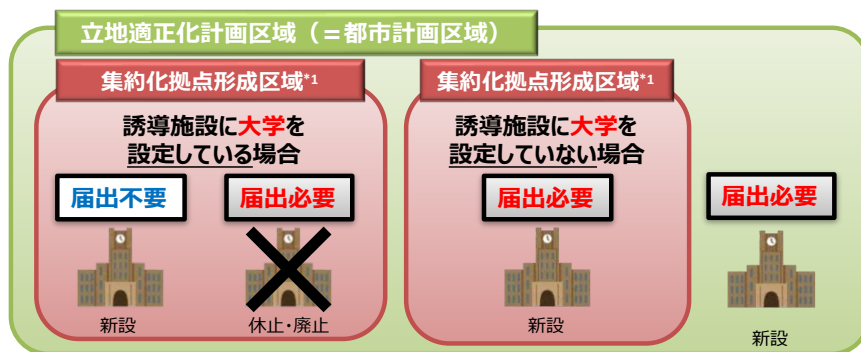 立地適正化計画区域（＝都市計画区域）
集約化拠点形成区域*1
誘導施設に大学を
設定している場合
届出不要
届出必要
新設
休止・廃止
集約化拠点形成区域*1
誘導施設に大学を
設定していない場合
届出必要
新設
届出必要
新設